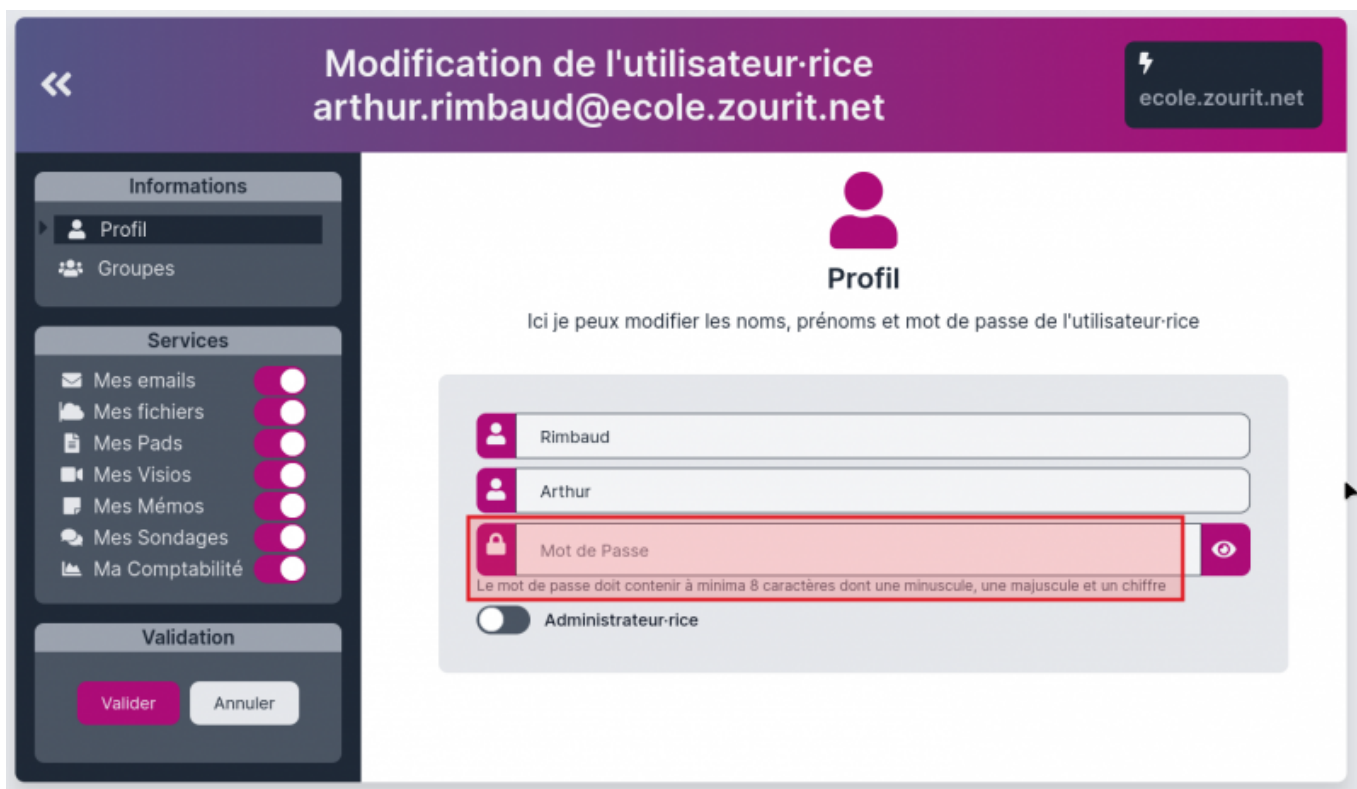 Modification de l'utilisateur·rice
arthur.rimbaud@ecole.zourit.net
ecole.zourit.net
Informations
Profil
Groupes
Services
Mes emails
Mes fichiers
Mes Pads
Mes Visios
Mes Mémos
Mes Sondages
Ma Comptabilité
Validation
Valider
Annuler
Profil
Ici je peux modifier les noms, prénoms et mot de passe de l'utilisateur·rice
Rimbaud
Arthur
Mot de Passe
Le mot de passe doit contenir à minima 8 caractères dont une minuscule, une majuscule et un chiffre
Administrateur·rice